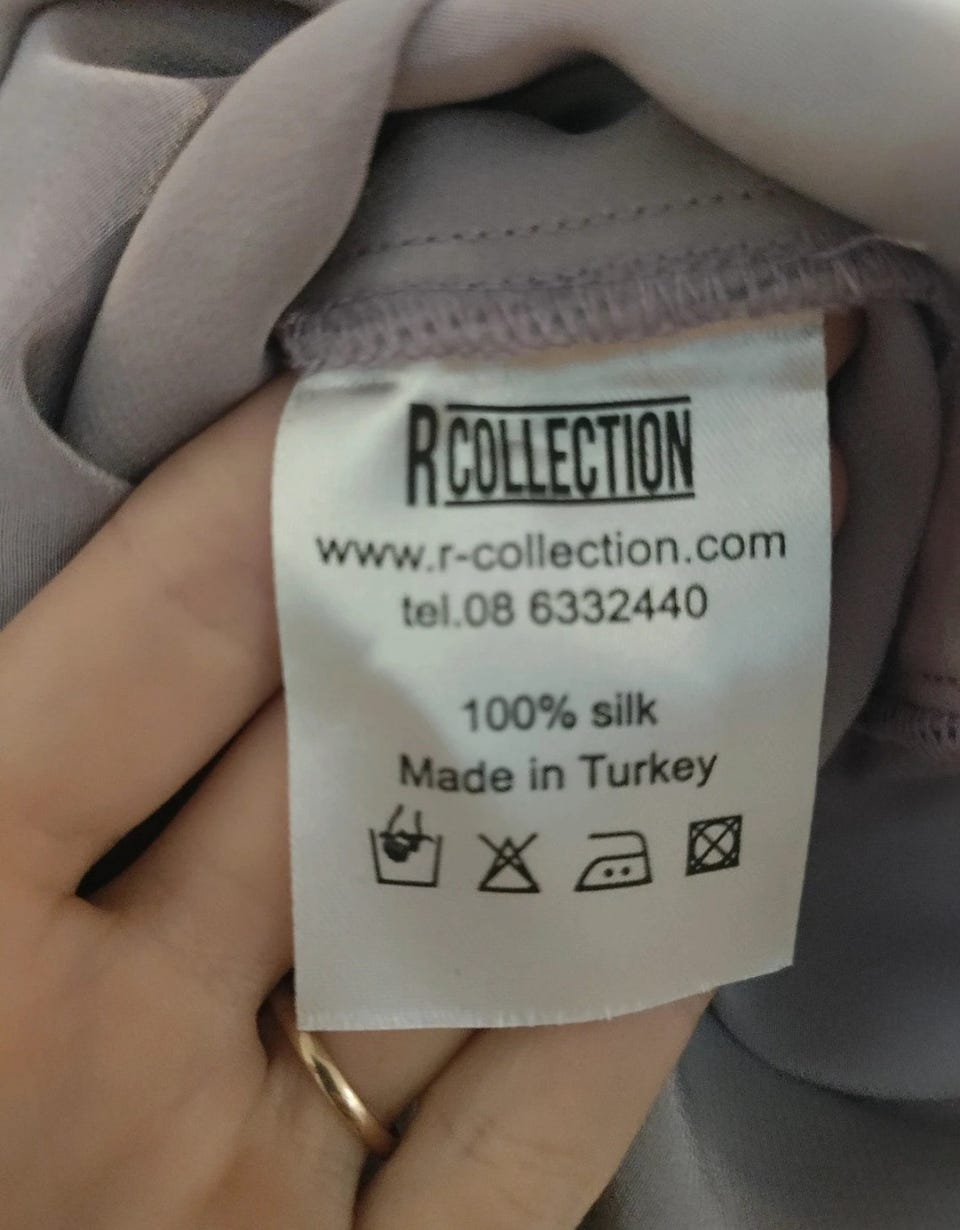 RCOLLECTION
www.r-collection.com
tel.08 6332440
100% silk
Made in Turkey